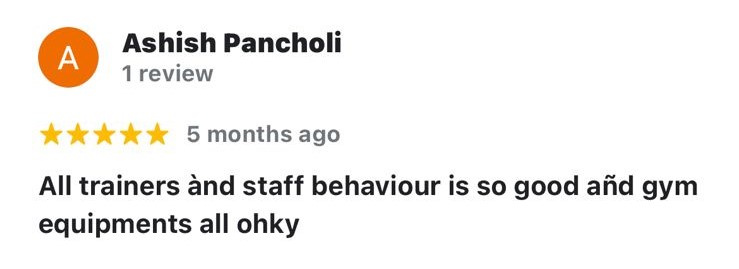 A
Ashish Pancholi
1 review
5 months ago
All trainers ànd staff behaviour is so good añd gym
equipments all ohky